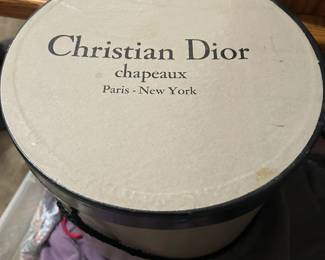 Christian Dior
chapeaux
Paris - New York